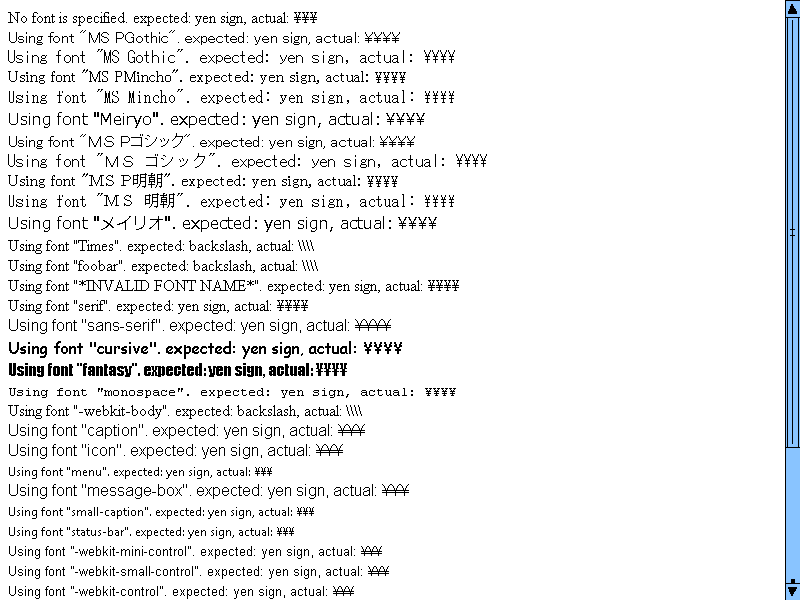 No font is specified. expected: yen sign, actual: ¥¥¥
Using font "MS PGothic". expected: yen sign, actual: ¥¥¥¥
Using font "MS Gothic". expected: yen sign, actual: ¥¥¥¥
Using font "MS PMincho". expected: yen sign, actual: ¥¥¥¥
Using font "MS Mincho". expected: yen sign, actual: ¥¥¥¥
Using font "Meiryo". expected: yen sign, actual: ¥¥¥¥
Using font "ＭＳ Ｐゴシック". expected: yen sign, actual: ¥¥¥¥
Using font "ＭＳ ゴシック". expected: yen sign, actual: ¥¥¥¥
Using font "ＭＳ Ｐ明朝". expected: yen sign, actual: ¥¥¥¥
Using font "ＭＳ 明朝". expected: yen sign, actual: ¥¥¥¥
Using font "メイリオ". expected: yen sign, actual: ¥¥¥¥
Using font "Times". expected: backslash, actual: \\\\
Using font "foobar". expected: backslash, actual: \\\\
Using font "*INVALID FONT NAME*". expected: yen sign, actual: ¥¥¥¥
Using font "serif". expected: yen sign, actual: ¥¥¥¥
Using font "sans-serif". expected: yen sign, actual: ¥¥¥¥
Using font "cursive". expected: yen sign, actual: ¥¥¥¥
Using font "fantasy". expected: yen sign, actual: ¥¥¥¥
Using font "monospace". expected: yen sign, actual: ¥¥¥¥
Using font "-webkit-body". expected: backslash, actual: \\\\
Using font "caption". expected: yen sign, actual: ¥¥¥
Using font "icon". expected: yen sign, actual: ¥¥¥
Using font "menu". expected: yen sign, actual: ¥¥¥
Using font "message-box". expected: yen sign, actual: ¥¥¥
Using font "small-caption". expected: yen sign, actual: ¥¥¥
Using font "status-bar". expected: yen sign, actual: ¥¥¥
Using font "-webkit-mini-control". expected: yen sign, actual: ¥¥¥
Using font "-webkit-small-control". expected: yen sign, actual: ¥¥¥
Using font "-webkit-control". expected: yen sign, actual: ¥¥¥